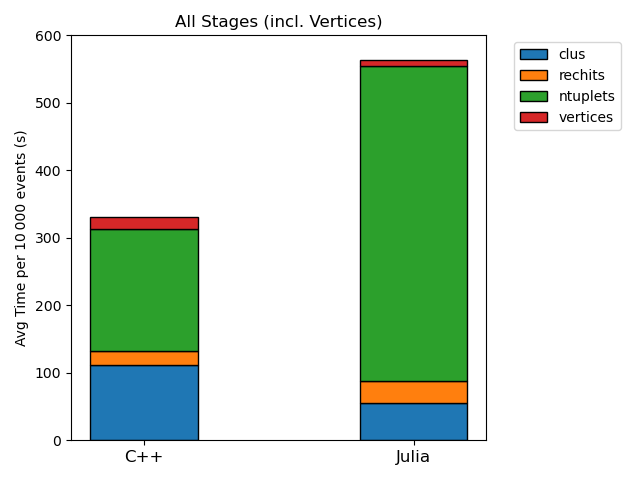 All Stages (incl. Vertices)
Avg Time per 10 000 events (s)
600
500
400
300
200
100
0
C++
Julia
clus
rechits
ntuplets
vertices